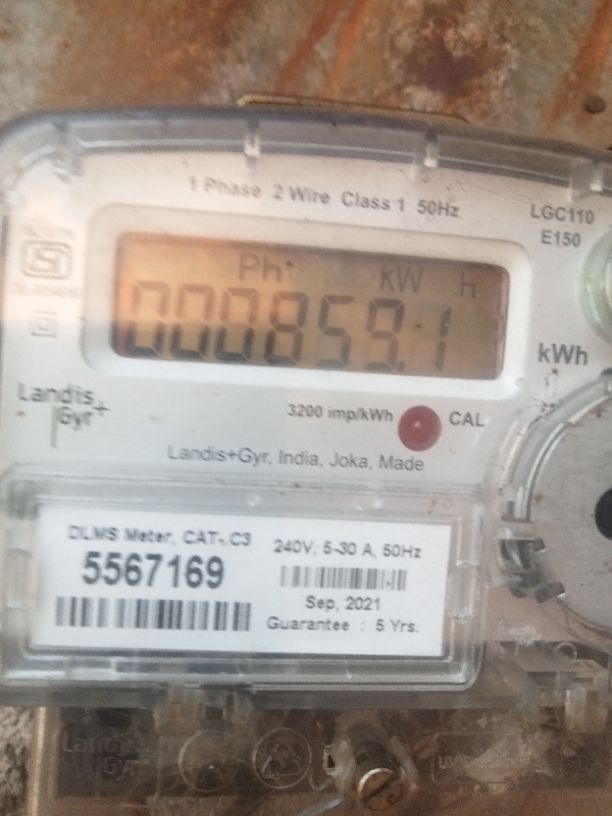 1 Phase 2 Wire Class 1 50Hz
LGC110
E150
Ph kW h
000859.1
kWh
Landis+
Gyr
3200 imp/kWh
CAL
Landis+Gyr, India, Joka, Made
DLMS Meter, CAT-C3
5567169
240V, 5-30 A, 50Hz
Sep, 2021
Guarantee : 5 Yrs.
Landis
Gyr